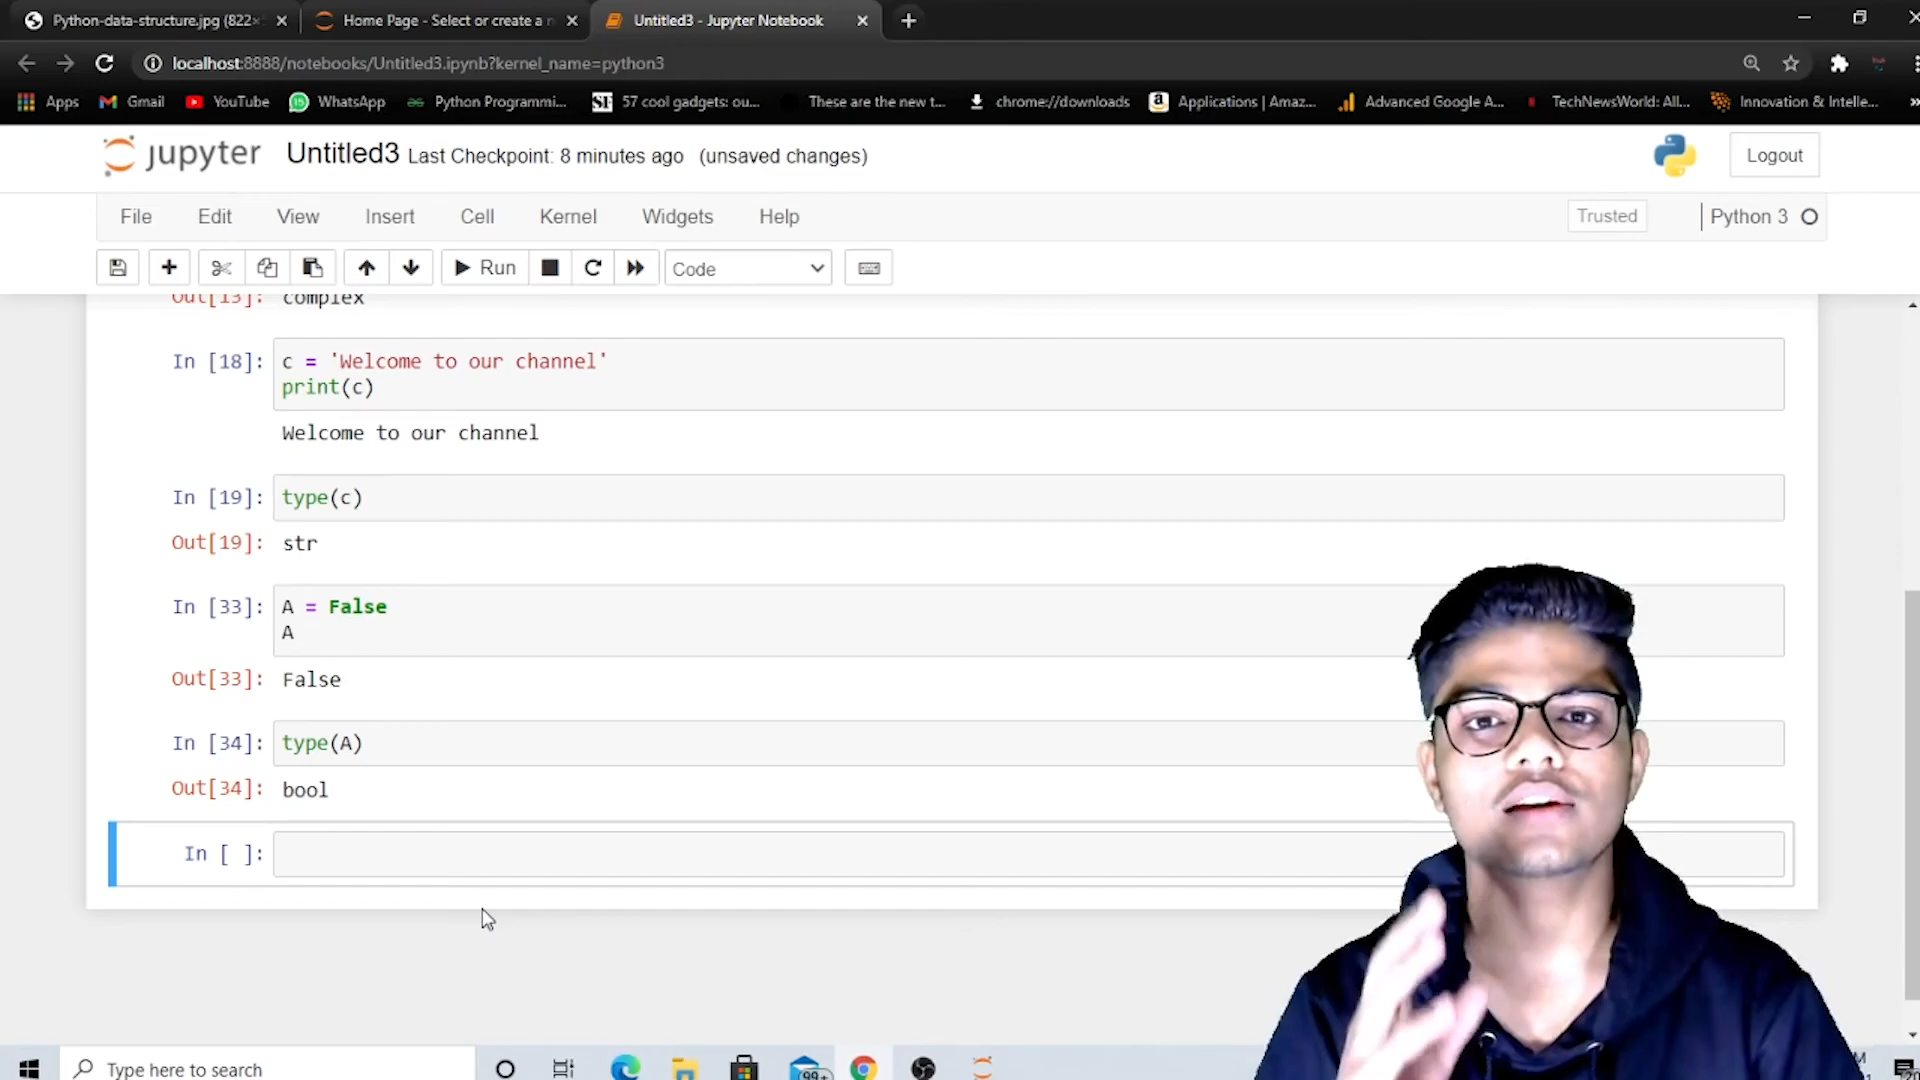 Python-data-structure.jpg (822×
Home Page - Select or create a n
Untitled3 - Jupyter Notebook
localhost:8888/notebooks/Untitled3.ipynb?kernel_name=python3
Apps Gmail YouTube WhatsApp Python Programmi... 57 cool gadgets: ou... These are the new t... chrome://downloads Applications | Amaz... Advanced Google A... TechNewsWorld: All... Innovation & Intelle... »
jupyter Untitled3 Last Checkpoint: 8 minutes ago (unsaved changes) Logout
File Edit View Insert Cell Kernel Widgets Help Trusted Python 3
Run Code
Out[13]: complex
In [18]: c = 'Welcome to our channel'
print(c)
Welcome to our channel
In [19]: type(c)
Out[19]: str
In [33]: A = False
A
Out[33]: False
In [34]: type(A)
Out[34]: bool
In [ ]:
Type here to search 99+